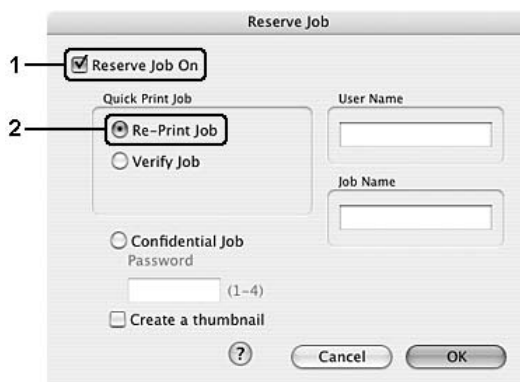 Reserve Job
1
Reserve Job On
Quick Print Job
User Name
2
Re-Print Job
Verify Job
Job Name
Confidential Job
Password
(1-4)
Create a thumbnail
?
Cancel
OK